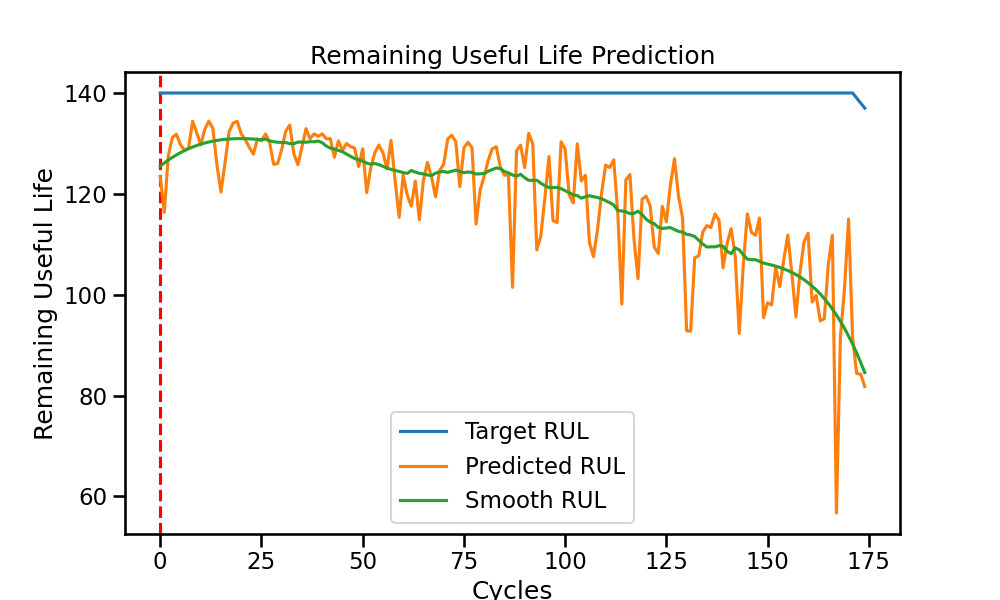 Remaining Useful Life Prediction
Remaining Useful Life
140
120
100
80
60
Target RUL
Predicted RUL
Smooth RUL
0 25 50 75 100 125 150 175
Cycles